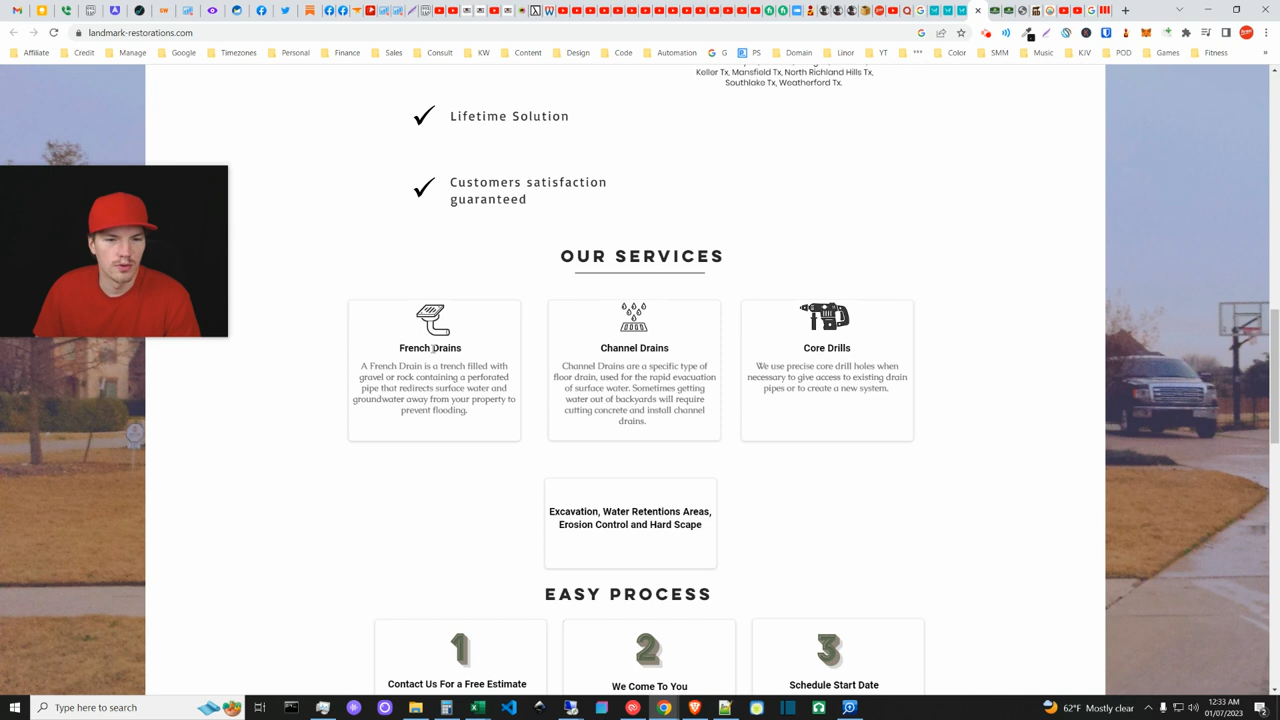 landmark-restorations.com
Affiliate Credit Manage Google Timezones Personal Finance Sales Consult KW Content Design Code Automation G PS Domain Linor YT *** Color SMM Music KJV POD Games Fitness »
Keller Tx, Mansfield Tx, North Richland Hills Tx,
Southlake Tx, Weatherford Tx.
Lifetime Solution
Customers satisfaction
guaranteed
OUR SERVICES
French Drains
A French Drain is a trench filled with
gravel or rock containing a perforated
pipe that redirects surface water and
groundwater away from your property to
prevent flooding.
Channel Drains
Channel Drains are a specific type of
floor drain, used for the rapid evacuation
of surface water. Sometimes getting
water out of backyards will require
cutting concrete and install channel
drains.
Core Drills
We use precise core drill holes when
necessary to give access to existing drain
pipes or to create a new system.
Excavation, Water Retentions Areas,
Erosion Control and Hard Scape
EASY PROCESS
1
Contact Us For a Free Estimate
2
We Come To You
3
Schedule Start Date
Type here to search
62°F Mostly clear
12:33 AM
01/07/2023